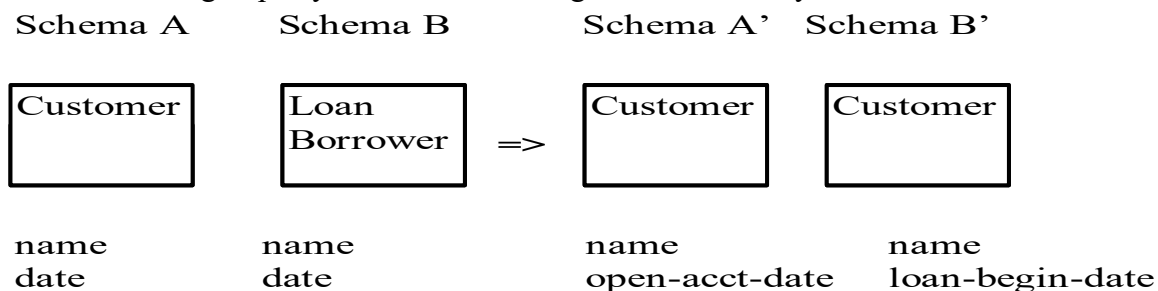 Schema A Schema B Schema A’ Schema B’
Customer Loan Customer Customer
Borrower =>
name name name name
date date open-acct-date loan-begin-date